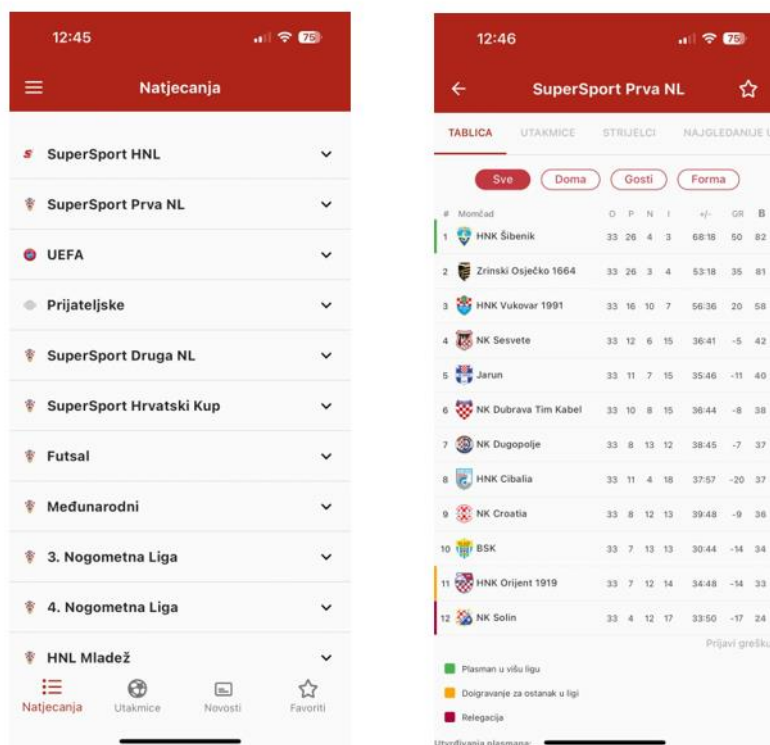 12:45
75
Natjecanja
SuperSport HNL
SuperSport Prva NL
UEFA
Prijateljske
SuperSport Druga NL
SuperSport Hrvatski Kup
Futsal
Međunarodni
3. Nogometna Liga
4. Nogometna Liga
HNL Mladež
Natjecanja Utakmice Novosti Favoriti
12:46
75
SuperSport Prva NL
TABLICA UTAKMICE STRIJELCI NAJGLEDANIJE U
Sve Doma Gosti Forma
# Momčad O P N I +/- GR B
1 HNK Šibenik 33 26 4 3 68:18 50 82
2 Zrinski Osječko 1664 33 26 3 4 53:18 35 81
3 HNK Vukovar 1991 33 16 10 7 56:36 20 58
4 NK Sesvete 33 12 6 15 36:41 -5 42
5 Jarun 33 11 7 15 35:46 -11 40
6 NK Dubrava Tim Kabel 33 10 8 15 36:44 -8 38
7 NK Dugopolje 33 8 13 12 38:45 -7 37
8 HNK Cibalia 33 11 4 18 37:57 -20 37
9 NK Croatia 33 8 12 13 39:48 -9 36
10 BSK 33 7 13 13 30:44 -14 34
11 HNK Orijent 1919 33 7 12 14 34:48 -14 33
12 NK Solin 33 4 12 17 33:50 -17 24
Prijavi grešku
Plasman u višu ligu
Doigravanje za ostanak u ligi
Relegacija
Utvrđivanja plasmana: